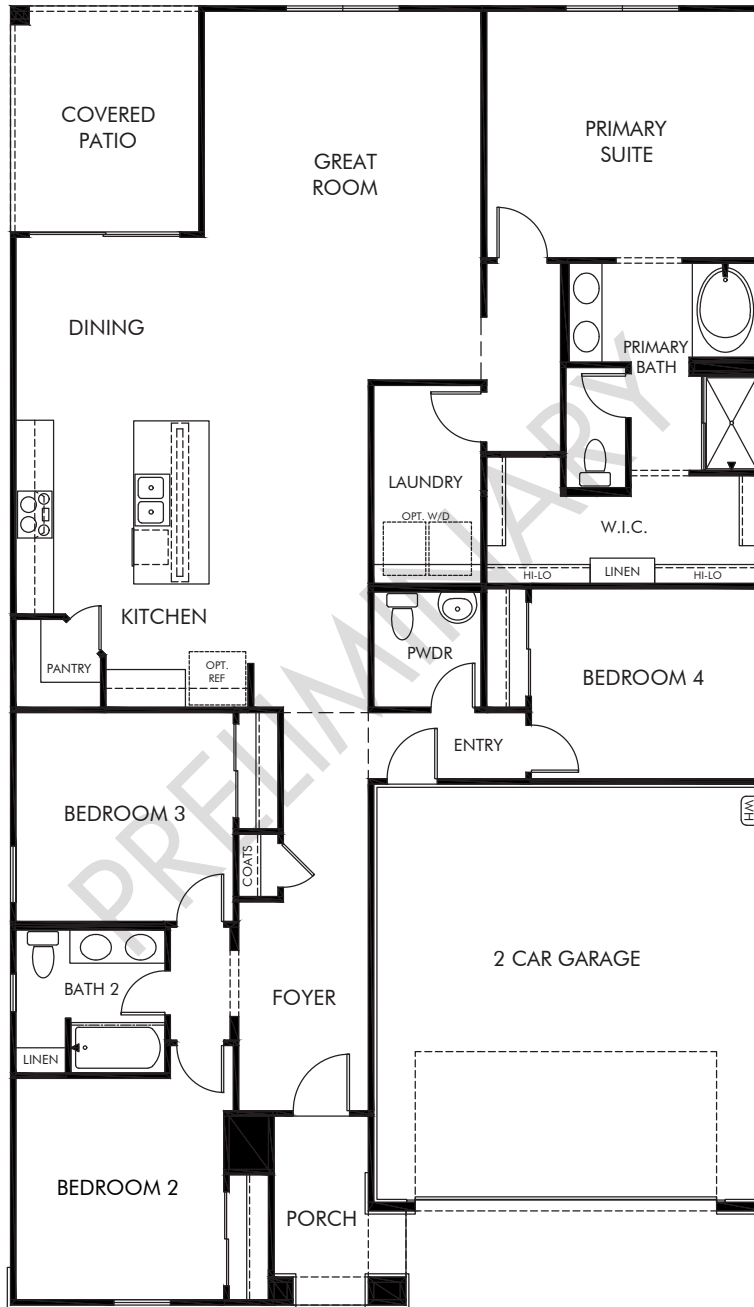 COVERED
PATIO
GREAT
ROOM
PRIMARY
SUITE
DINING
PRIMARY
BATH
LAUNDRY
OPT. W/D
W.I.C.
HI-LO
LINEN
HI-LO
KITCHEN
PANTRY
OPT.
REF
PWDR
BEDROOM 4
ENTRY
BEDROOM 3
WH
COATS
2 CAR GARAGE
BATH 2
FOYER
LINEN
BEDROOM 2
PORCH
PRELIMINARY